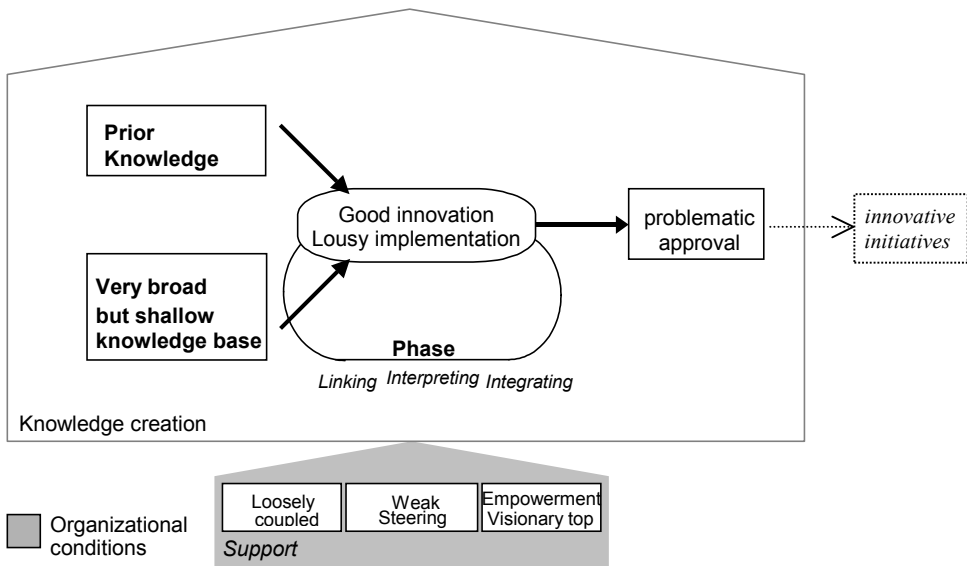 Prior
Knowledge
Good innovation
Lousy implementation
problematic
approval
innovative
initiatives
Very broad
but shallow
knowledge base
Phase
Linking Interpreting Integrating
Knowledge creation
Loosely
coupled
Weak
Steering
Empowerment
Visionary top
Support
Organizational
conditions